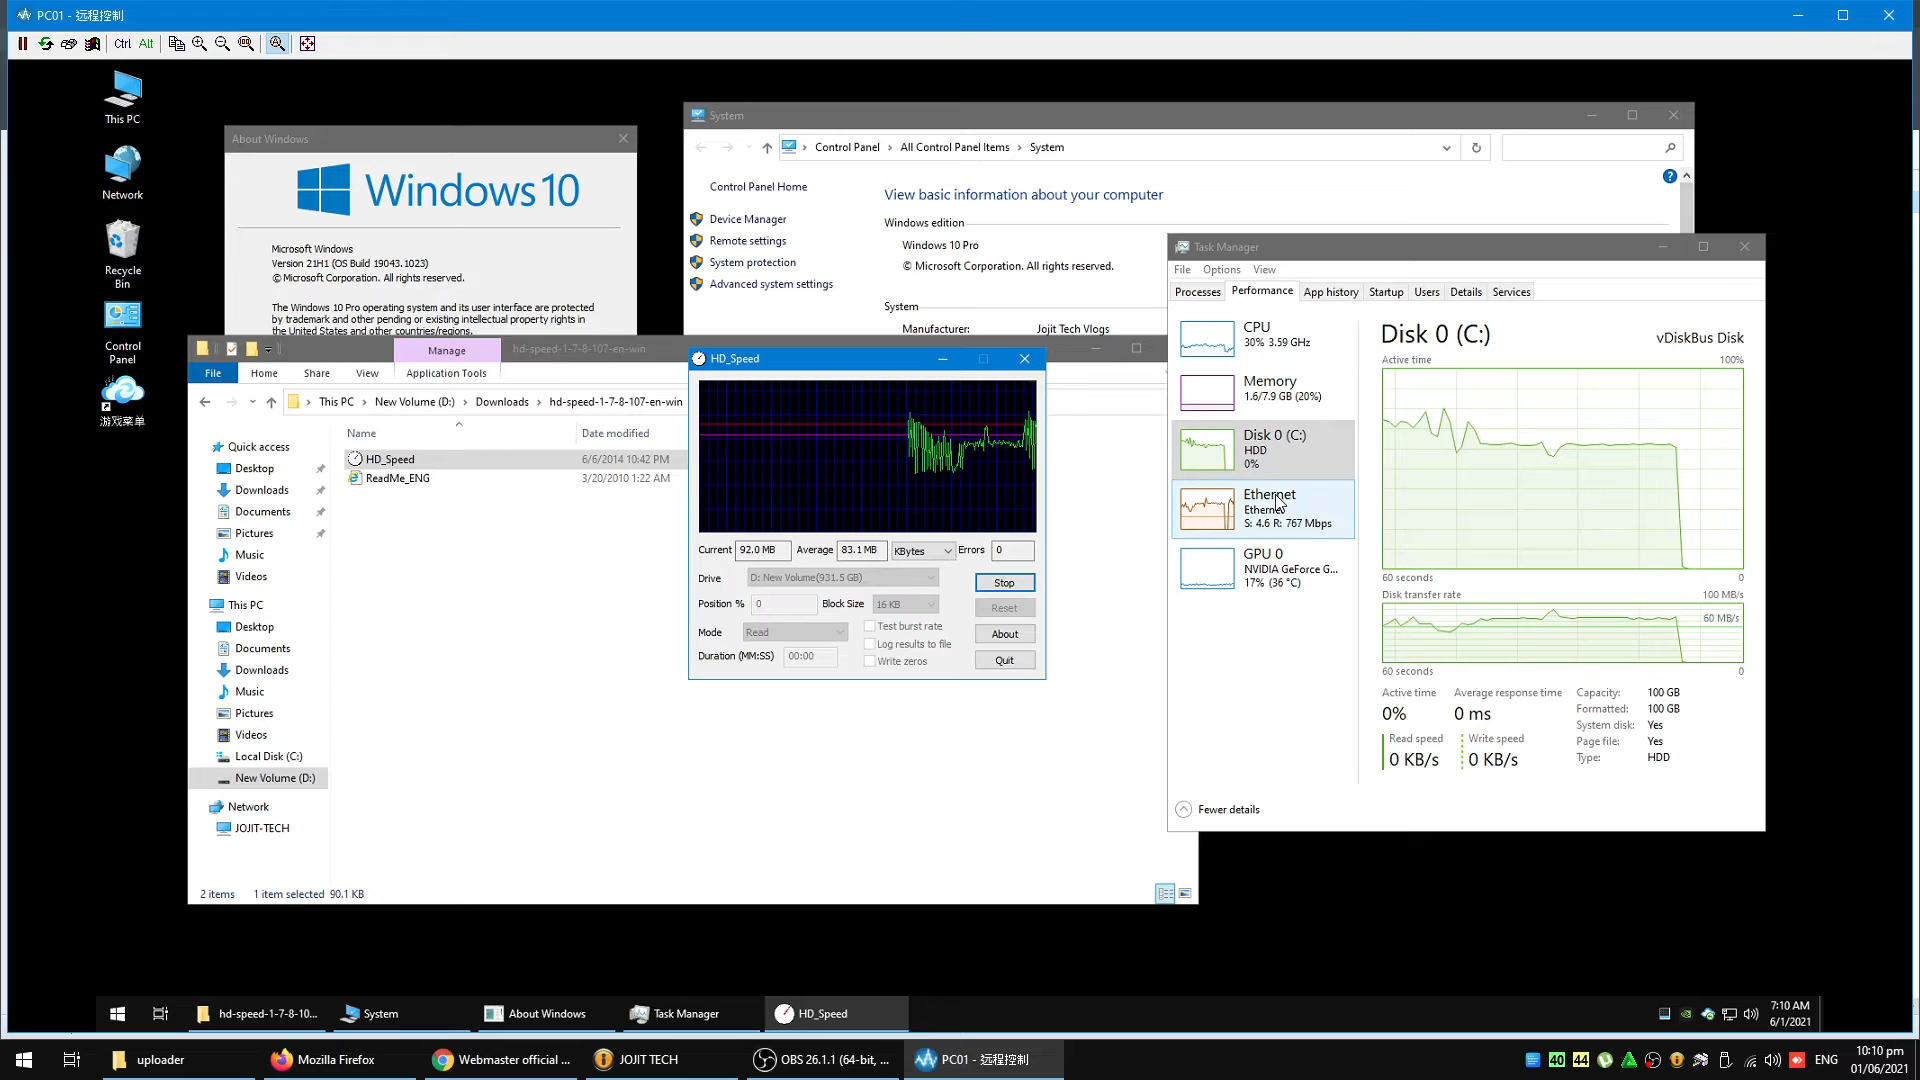 PC01 - 远程控制
Ctrl Alt
This PC
Network
Recycle
Bin
Control
Panel
游戏菜单
About Windows
Windows 10
Microsoft Windows
Version 21H1 (OS Build 19043.1023)
© Microsoft Corporation. All rights reserved.
The Windows 10 Pro operating system and its user interface are protected
by trademark and other pending or existing intellectual property rights in
the United States and other countries/regions.
System
Control Panel All Control Panel Items System
Control Panel Home
Device Manager
Remote settings
System protection
Advanced system settings
View basic information about your computer
Windows edition
Windows 10 Pro
© Microsoft Corporation. All rights reserved.
System
Manufacturer: Jojit Tech Vlogs
Manage hd-speed-1-7-8-107-en-win
File Home Share View Application Tools
This PC New Volume (D:) Downloads hd-speed-1-7-8-107-en-win
Name Date modified
HD_Speed 6/6/2014 10:42 PM
ReadMe_ENG 3/20/2010 1:22 AM
Quick access
Desktop
Downloads
Documents
Pictures
Music
Videos
This PC
Desktop
Documents
Downloads
Music
Pictures
Videos
Local Disk (C:)
New Volume (D:)
Network
JOJIT-TECH
2 items 1 item selected 90.1 KB
HD_Speed
Current 92.0 MB Average 83.1 MB KBytes Errors 0
Drive D: New Volume(931.5 GB) Stop
Position % 0 Block Size 16 KB Reset
Mode Read Test burst rate About
Log results to file
Duration (MM:SS) 00:00 Write zeros Quit
Task Manager
File Options View
Processes Performance App history Startup Users Details Services
CPU
30% 3.59 GHz
Memory
1.6/7.9 GB (20%)
Disk 0 (C:)
HDD
0%
Ethernet
Ethernet
S: 4.6 R: 767 Mbps
GPU 0
NVIDIA GeForce G...
17% (36 °C)
Disk 0 (C:) vDiskBus Disk
Active time 100%
60 seconds 0
Disk transfer rate 100 MB/s
60 MB/s
60 seconds 0
Active time Average response time
0% 0 ms
Read speed Write speed
0 KB/s 0 KB/s
Capacity: 100 GB
Formatted: 100 GB
System disk: Yes
Page file: Yes
Type: HDD
Fewer details
hd-speed-1-7-8-10... System About Windows Task Manager HD_Speed
7:10 AM
6/1/2021
uploader Mozilla Firefox Webmaster official ... JOJIT TECH OBS 26.1.1 (64-bit, ... PC01 - 远程控制
40 44 ENG
10:10 pm
01/06/2021